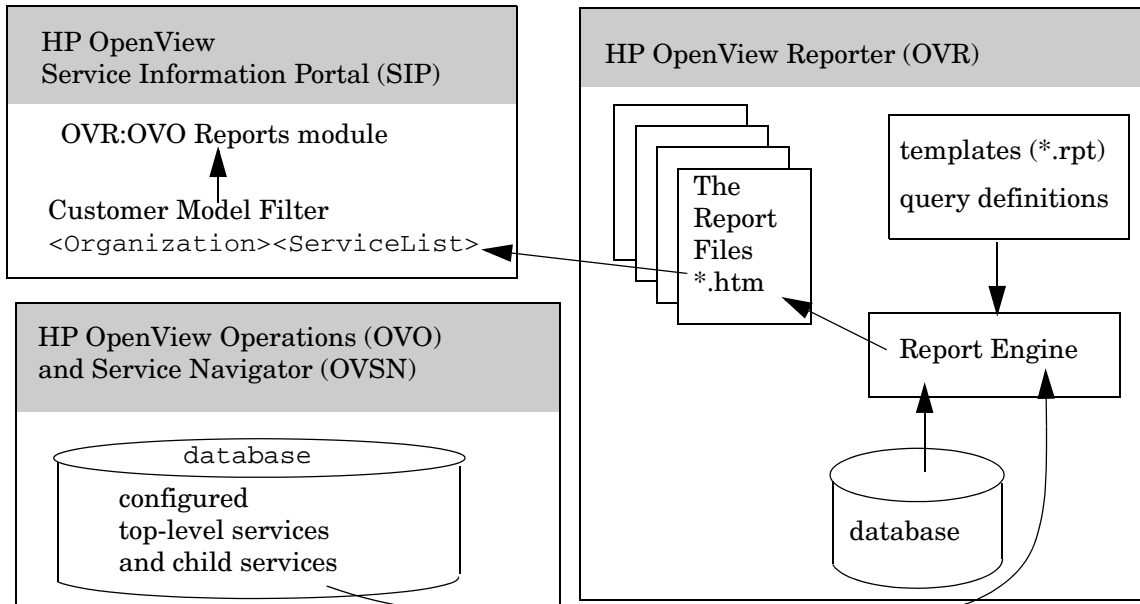 HP OpenView
Service Information Portal (SIP)
OVR:OVO Reports module
Customer Model Filter
<Organization><ServiceList>
HP OpenView Reporter (OVR)
The
Report
Files
*.htm
templates (*.rpt)
query definitions
Report Engine
database
HP OpenView Operations (OVO)
and Service Navigator (OVSN)
database
configured
top-level services
and child services